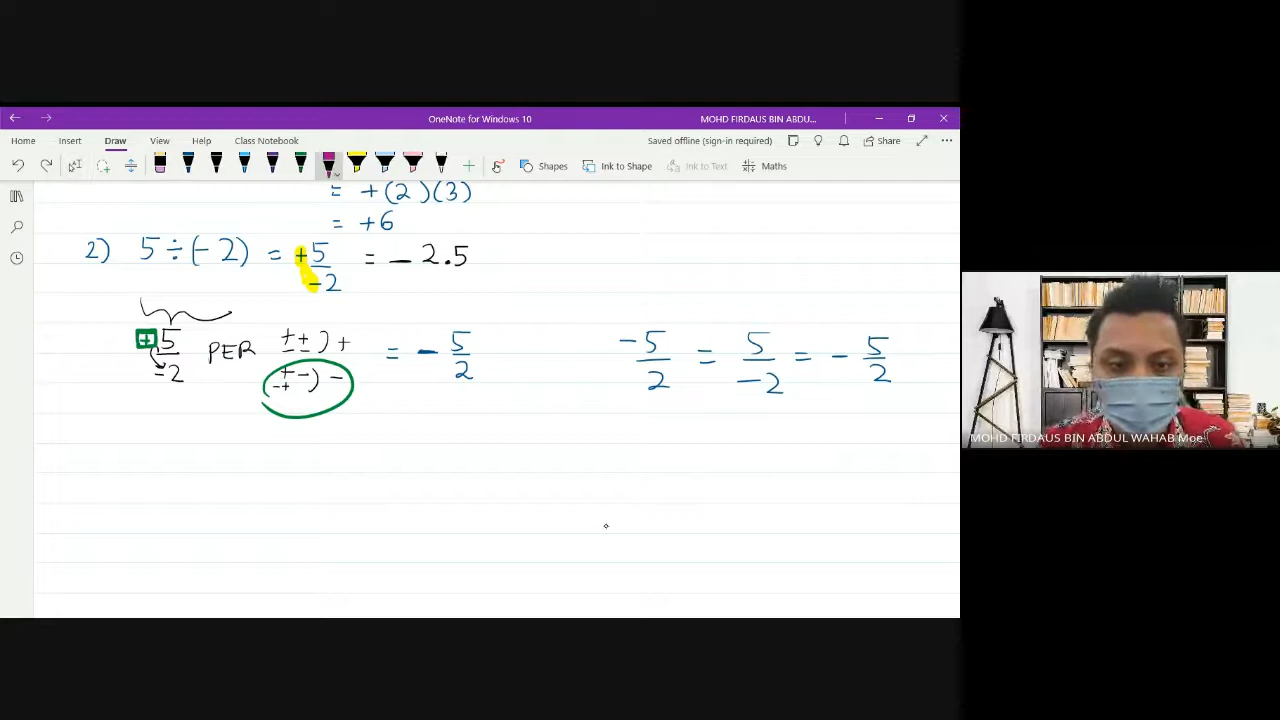 OneNote for Windows 10
MOHD FIRDAUS BIN ABDU...
Home Insert Draw View Help Class Notebook
Saved offline (sign-in required)
Share
Shapes
Ink to Shape
Ink to Text
Maths
= +(2)(3)
= +6
2) 5 ÷ (-2) = +5/-2 = - 2.5
+5/-2 PER ++) + = - 5/2
--
+-) -
-+
-5/2 = 5/-2 = - 5/2
MOHD FIRDAUS BIN ABDUL WAHAB Moe